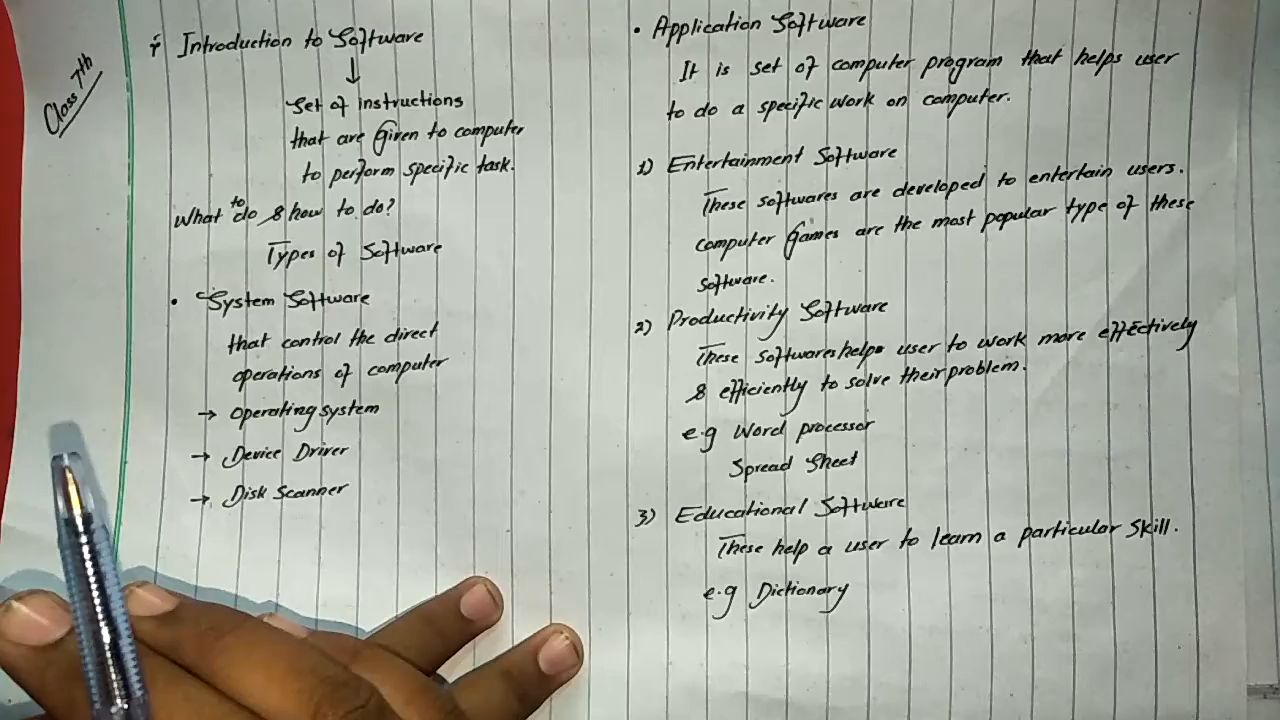 Class 7th
Introduction to Software
↓
Set of instructions
that are Given to computer
to perform specific task.
What to do & how to do?
Types of Software
• System Software
that control the direct
operations of computer
→ Operating system
→ Device Driver
→ Disk Scanner
• Application Software
It is set of computer program that helps user
to do a specific work on computer.
1) Entertainment Software
These softwares are developed to entertain users.
computer Games are the most popular type of these
software.
2) Productivity Software
These softwares help user to work more effectively
& efficiently to solve their problem.
e.g Word processor
Spread Sheet
3) Educational Software
These help a user to learn a particular skill.
e.g Dictionary